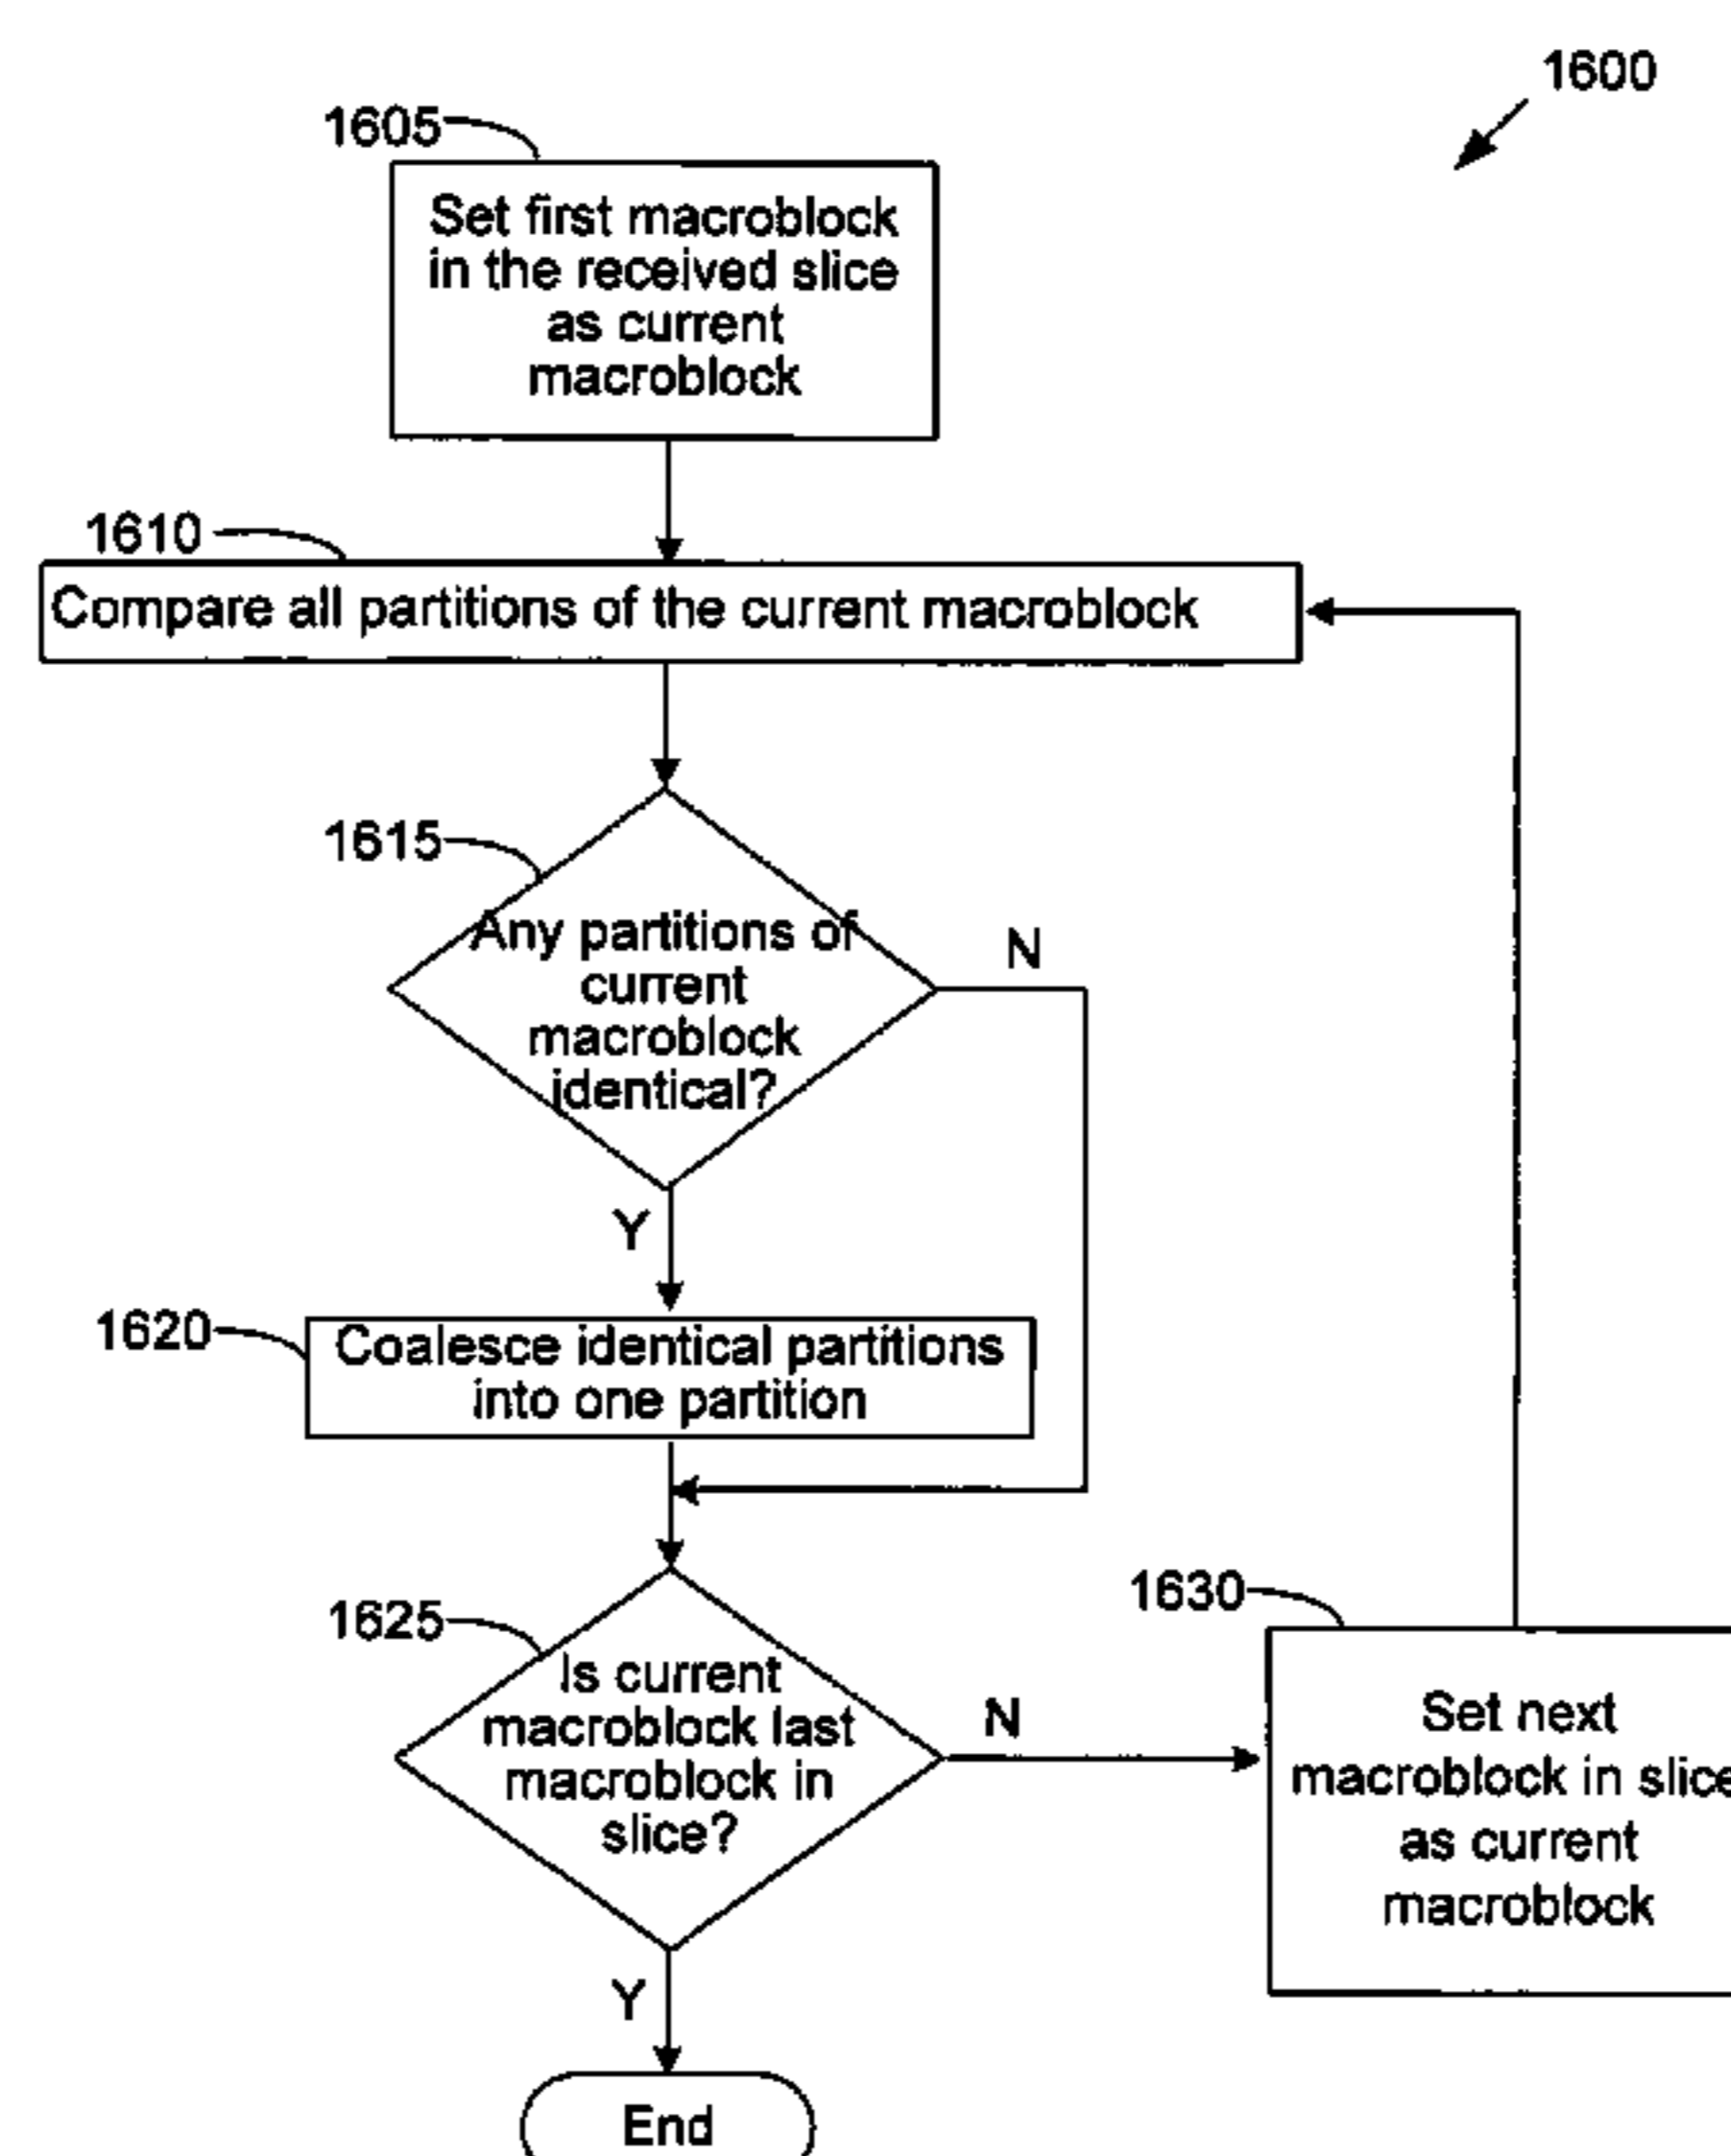 1600
1605
Set first macroblock
in the received slice
as current
macroblock
1610
Compare all partitions of the current macroblock
1615
Any partitions of
current
macroblock
identical?
N
Y
1620
Coalesce identical partitions
into one partition
1625
Is current
macroblock last
macroblock in
slice?
N
1630
Set next
macroblock in slice
as current
macroblock
Y
End